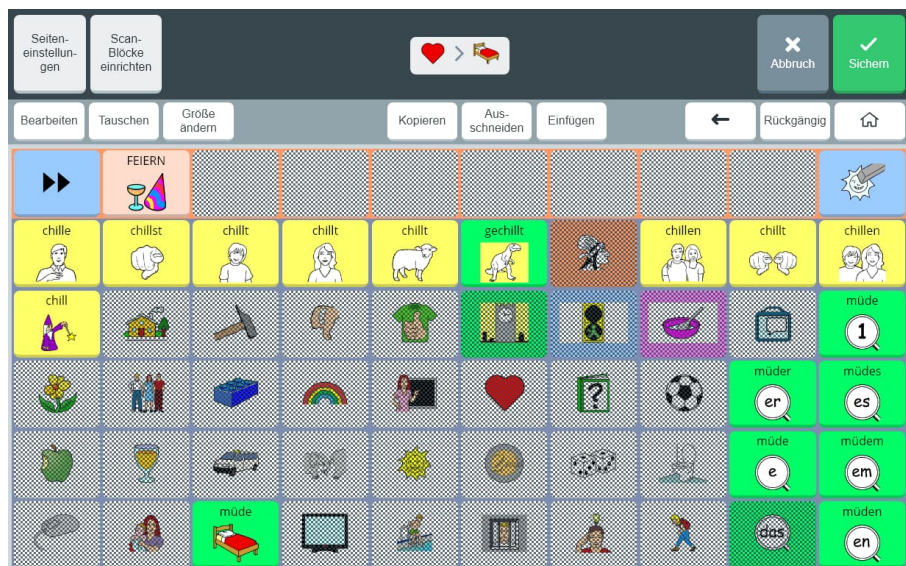 Seiten-
einstellun-
gen
Scan-
Blöcke
einrichten
Abbruch
Sichern
Bearbeiten
Tauschen
Größe
ändern
Kopieren
Aus-
schneiden
Einfügen
Rückgängig
FEIERN
chille
chillst
chillt
chillt
chillt
gechillt
chillen
chillt
chillen
chill
müde
1
müder
er
müdes
es
müde
e
müdem
em
müde
das
müden
en